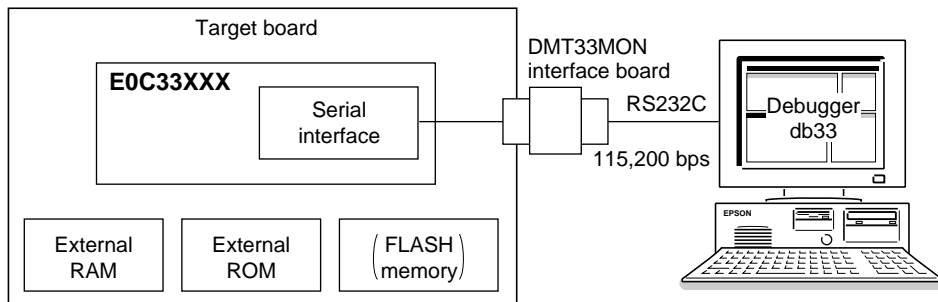 Target board
E0C33XXX
Serial
interface
DMT33MON
interface board
RS232C
115,200 bps
Debugger
db33
EPSON
External
RAM
External
ROM
(FLASH
memory)